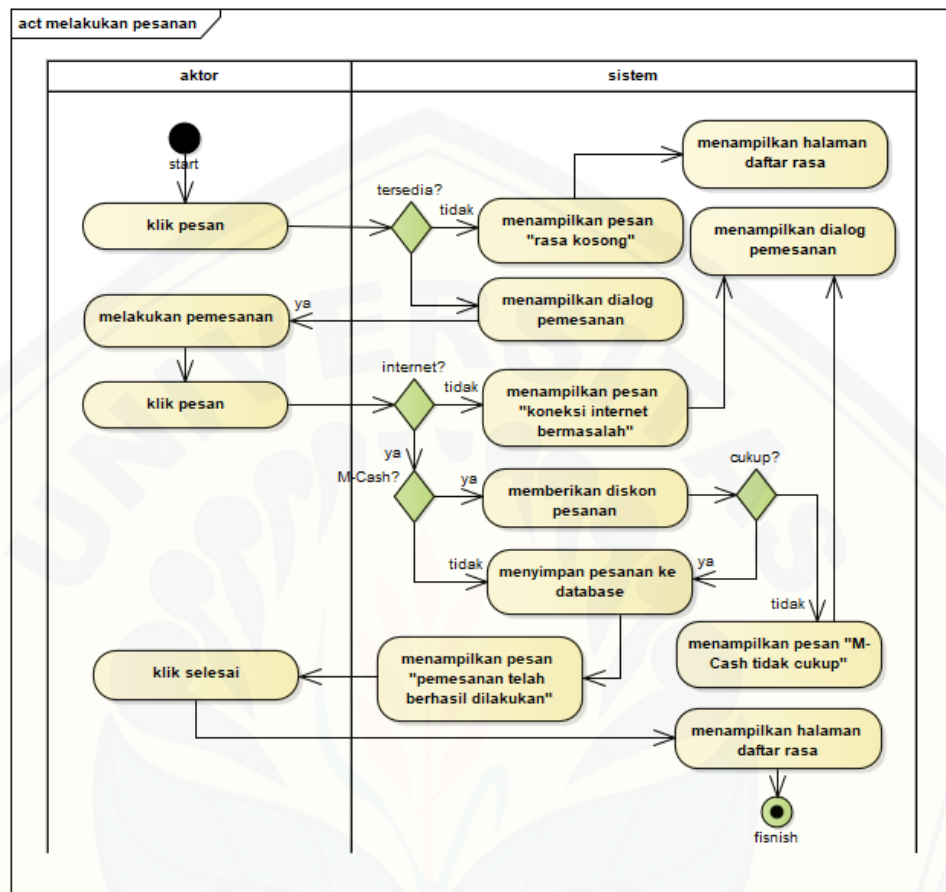 act melakukan pesanan
aktor
sistem
start
menampilkan halaman
daftar rasa
tersedia?
tidak
klik pesan
menampilkan pesan
"rasa kosong"
menampilkan dialog
pemesanan
ya
melakukan pemesanan
menampilkan dialog
pemesanan
internet?
tidak
klik pesan
menampilkan pesan
"koneksi internet
bermasalah"
ya
M-Cash?
ya
memberikan diskon
pesanan
cukup?
tidak
menyimpan pesanan ke
database
ya
tidak
menampilkan pesan "M-
Cash tidak cukup"
klik selesai
menampilkan pesan
"pemesanan telah
berhasil dilakukan"
menampilkan halaman
daftar rasa
fisnish
UNIVERSITAS